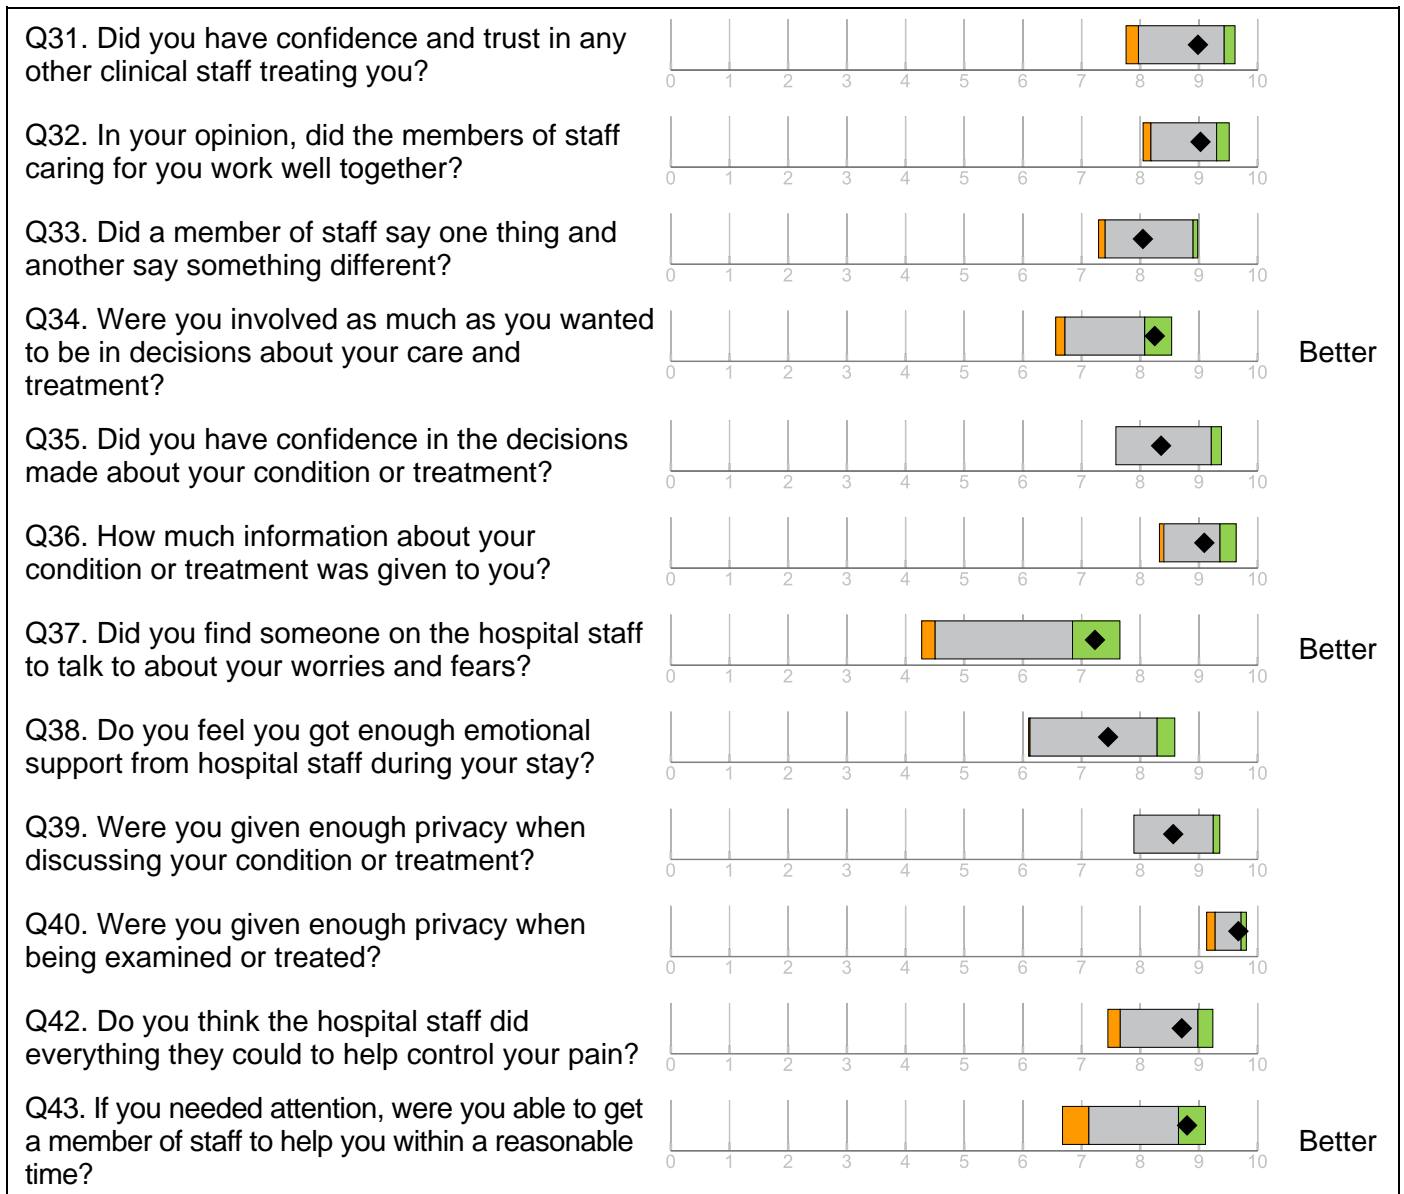 Q31. Did you have confidence and trust in any
other clinical staff treating you?
0 1 2 3 4 5 6 7 8 9 10
Q32. In your opinion, did the members of staff
caring for you work well together?
0 1 2 3 4 5 6 7 8 9 10
Q33. Did a member of staff say one thing and
another say something different?
0 1 2 3 4 5 6 7 8 9 10
Q34. Were you involved as much as you wanted
to be in decisions about your care and
treatment?
0 1 2 3 4 5 6 7 8 9 10
Better
Q35. Did you have confidence in the decisions
made about your condition or treatment?
0 1 2 3 4 5 6 7 8 9 10
Q36. How much information about your
condition or treatment was given to you?
0 1 2 3 4 5 6 7 8 9 10
Q37. Did you find someone on the hospital staff
to talk to about your worries and fears?
0 1 2 3 4 5 6 7 8 9 10
Better
Q38. Do you feel you got enough emotional
support from hospital staff during your stay?
0 1 2 3 4 5 6 7 8 9 10
Q39. Were you given enough privacy when
discussing your condition or treatment?
0 1 2 3 4 5 6 7 8 9 10
Q40. Were you given enough privacy when
being examined or treated?
0 1 2 3 4 5 6 7 8 9 10
Q42. Do you think the hospital staff did
everything they could to help control your pain?
0 1 2 3 4 5 6 7 8 9 10
Q43. If you needed attention, were you able to get
a member of staff to help you within a reasonable
time?
0 1 2 3 4 5 6 7 8 9 10
Better